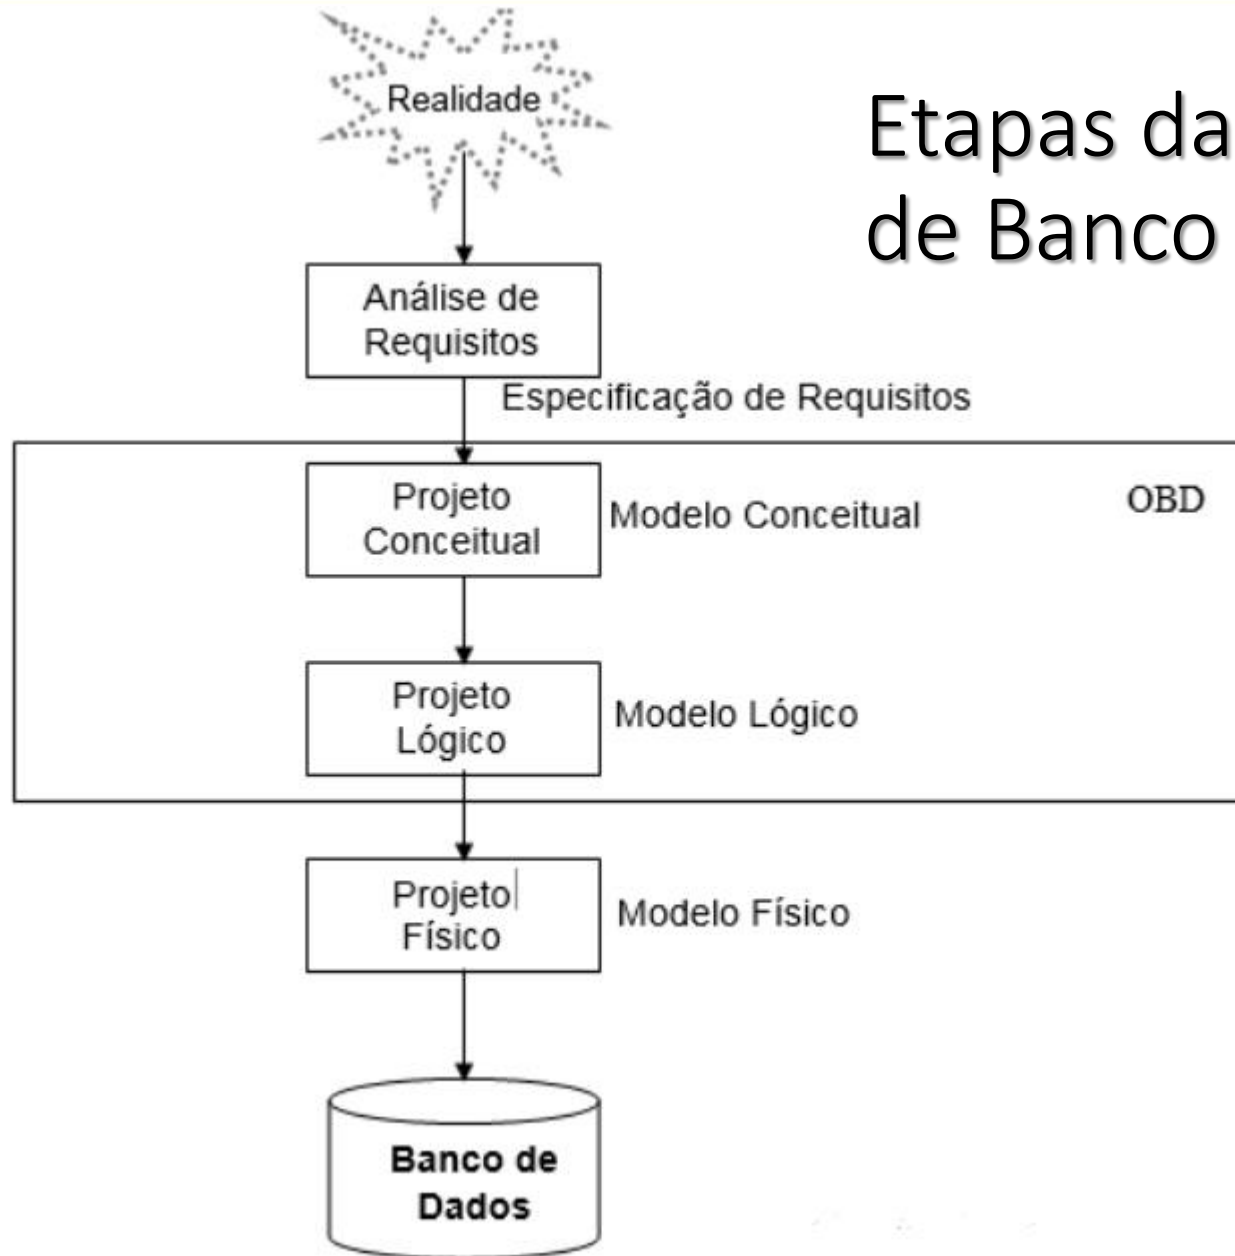 Realidade
Etapas da
de Banco
Análise de
Requisitos
Especificação de Requisitos
Projeto
Conceitual
Modelo Conceitual
OBD
Projeto
Lógico
Modelo Lógico
Projeto
Físico
Modelo Físico
Banco de
Dados